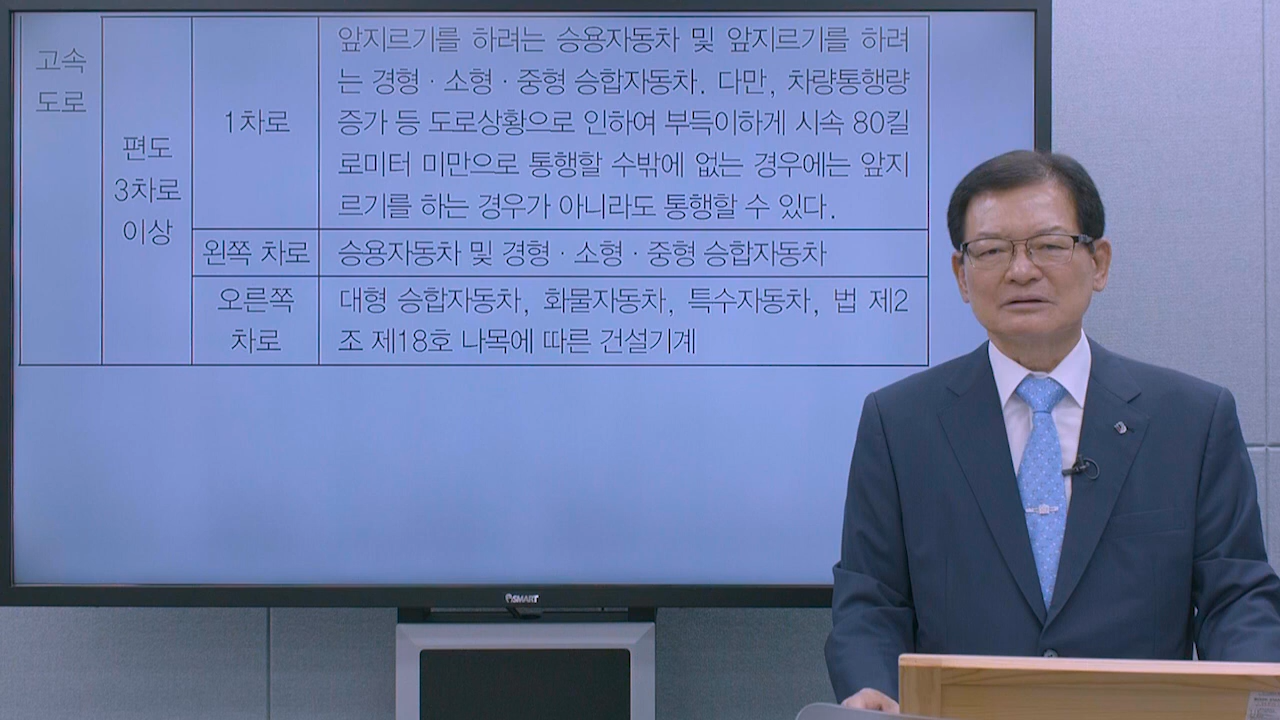 고속
도로
편도
3차로
이상
1차로
앞지르기를 하려는 승용자동차 및 앞지르기를 하려
는 경형 · 소형 · 중형 승합자동차. 다만, 차량통행량
증가 등 도로상황으로 인하여 부득이하게 시속 80킬
로미터 미만으로 통행할 수밖에 없는 경우에는 앞지
르기를 하는 경우가 아니라도 통행할 수 있다.
왼쪽 차로
승용자동차 및 경형 · 소형 · 중형 승합자동차
오른쪽
차로
대형 승합자동차, 화물자동차, 특수자동차, 법 제2
조 제18호 나목에 따른 건설기계
SMART